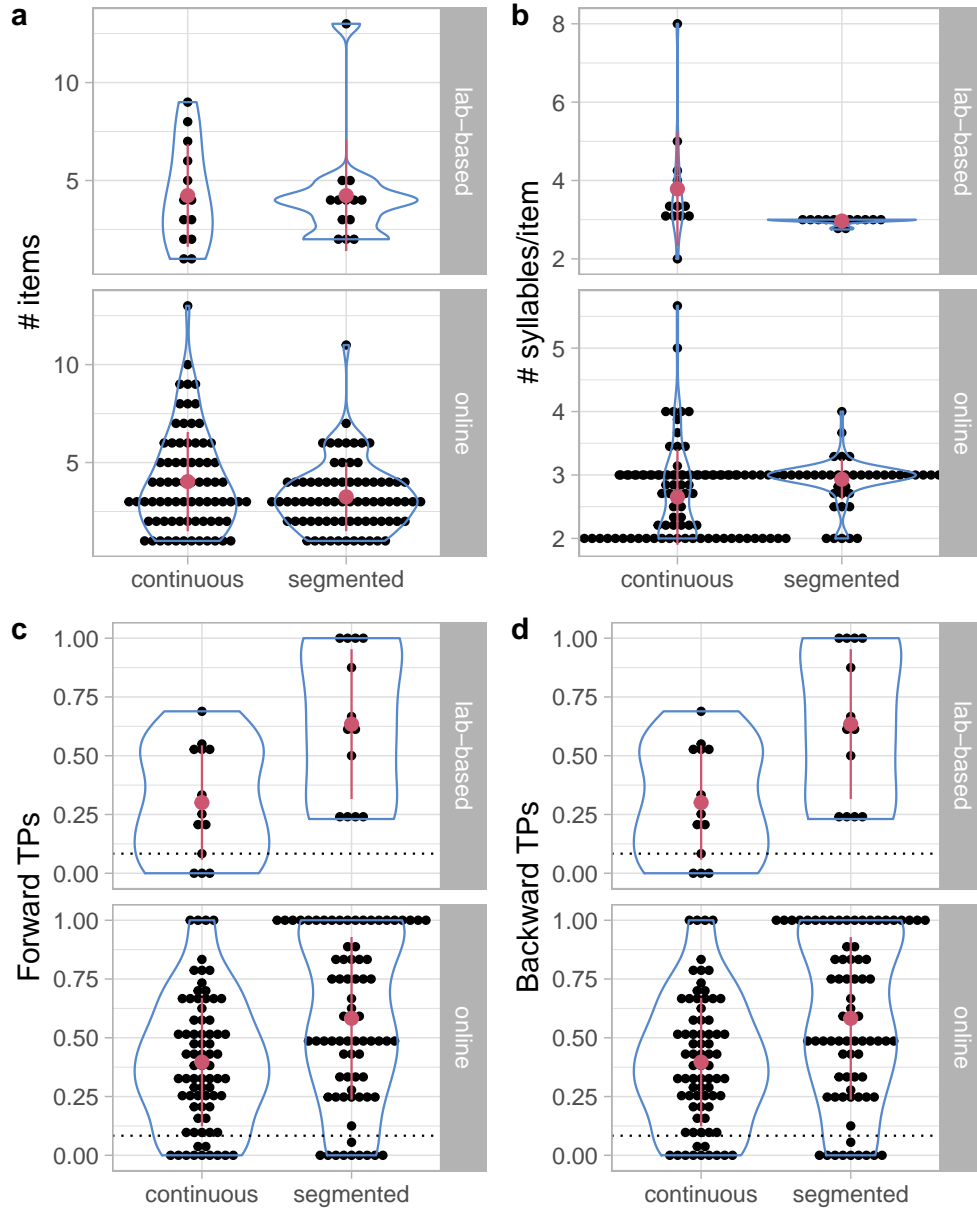 a
# items
10
5
lab−based
10
5
online
continuous
segmented
b
# syllables/item
8
6
4
2
lab−based
5
4
3
2
online
continuous
segmented
c
Forward TPs
1.00
0.75
0.50
0.25
0.00
lab−based
1.00
0.75
0.50
0.25
0.00
online
continuous
segmented
d
Backward TPs
1.00
0.75
0.50
0.25
0.00
lab−based
1.00
0.75
0.50
0.25
0.00
online
continuous
segmented